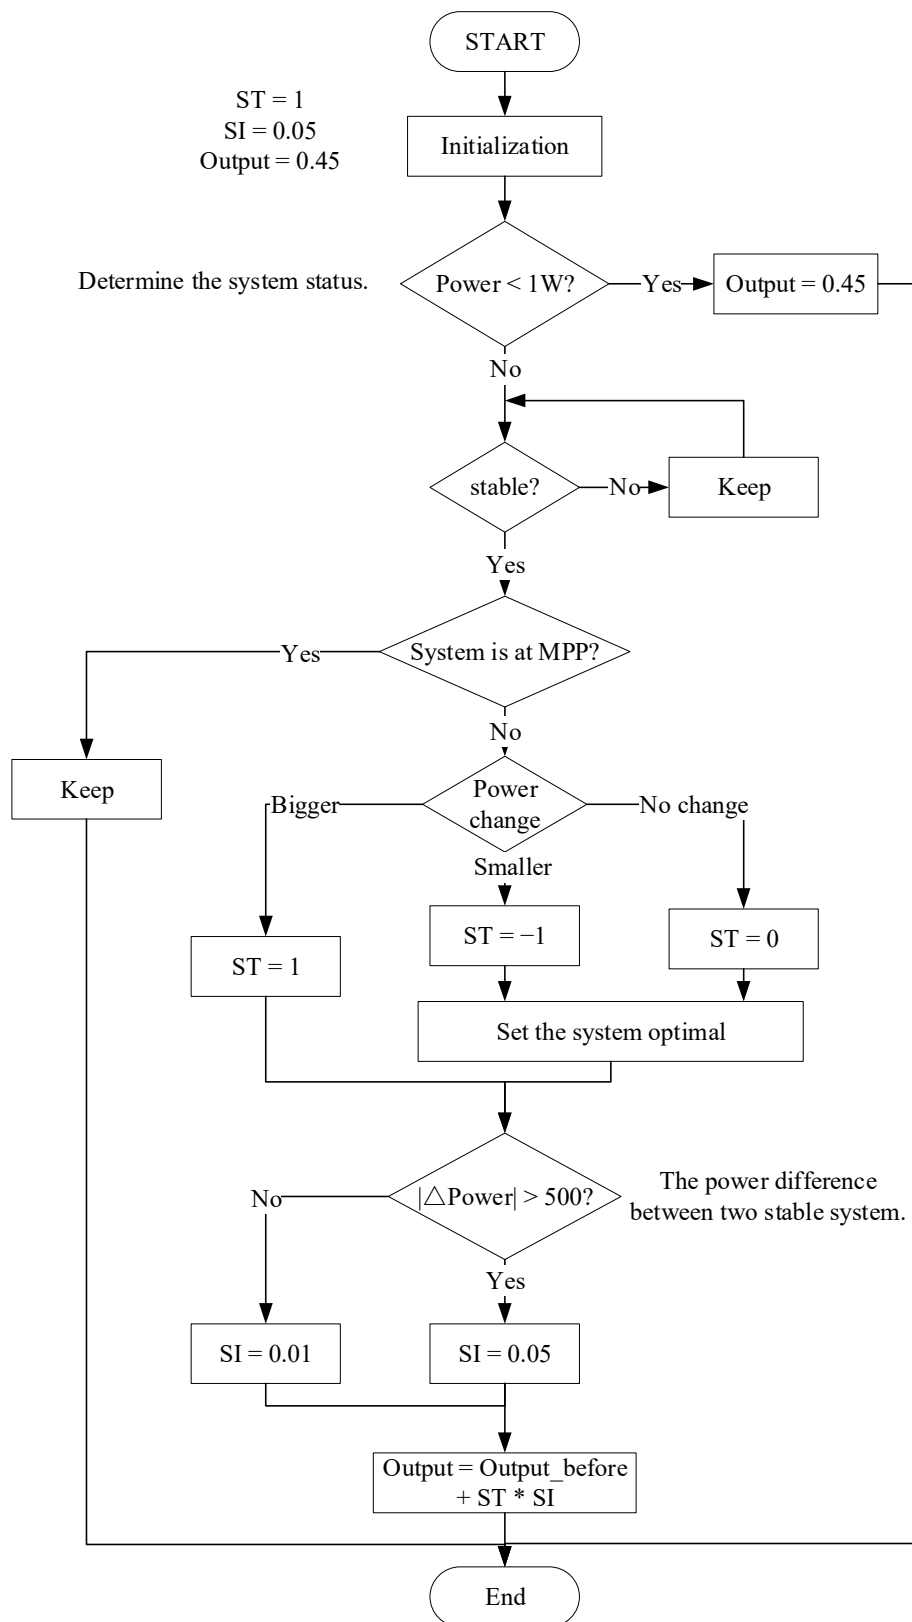 START
ST = 1
SI = 0.05
Output = 0.45
Initialization
Determine the system status.
Power < 1W?
Yes
Output = 0.45
No
stable?
No
Keep
Yes
System is at MPP?
Yes
No
Keep
Power
change
Bigger
No change
Smaller
ST = −1
ST = 0
ST = 1
Set the system optimal
|△Power| > 500?
The power difference
between two stable system.
No
Yes
SI = 0.01
SI = 0.05
Output = Output_before
+ ST * SI
End